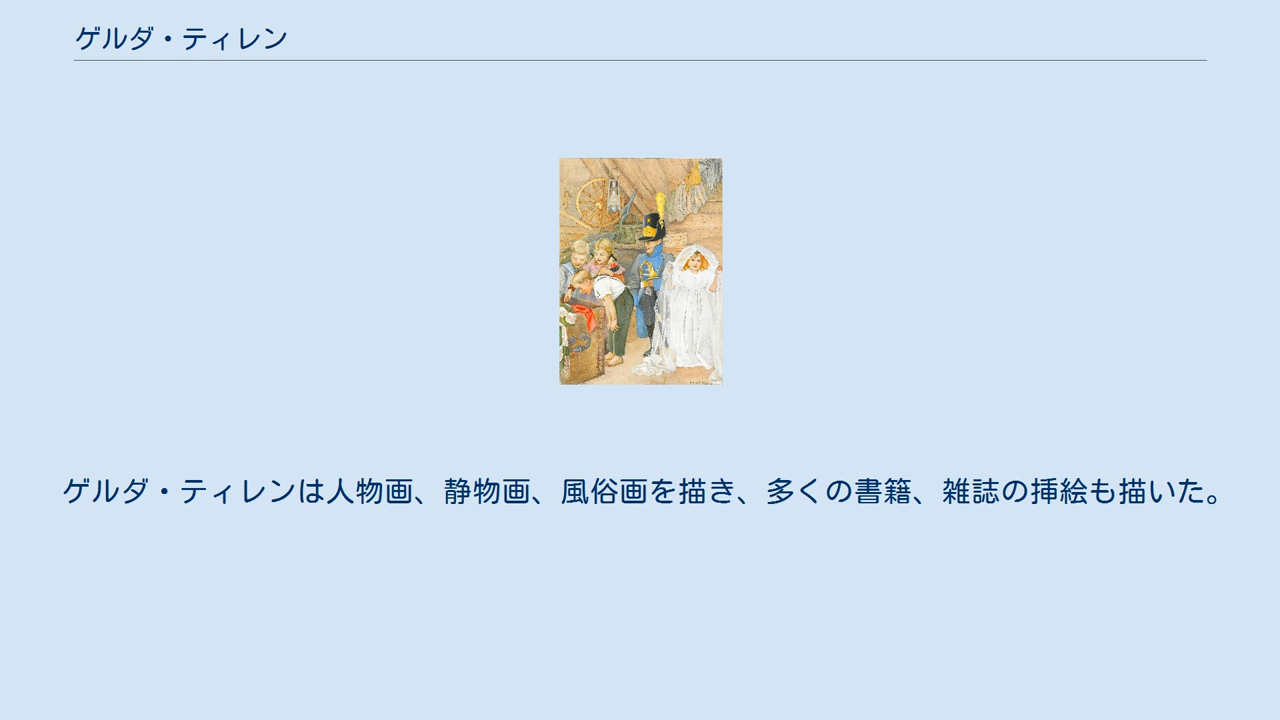 ゲルダ・ティレン
ゲルダ・ティレンは人物画、静物画、風俗画を描き、多くの書籍、雑誌の挿絵も描いた。